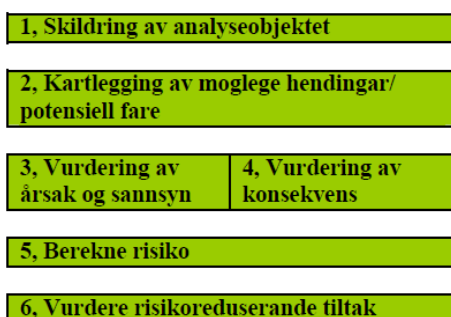 1, Skildring av analyseobjektet
2, Kartlegging av moglege hendingar/
potensiell fare
3, Vurdering av
årsak og sannsyn
4, Vurdering av
konsekvens
5, Berekne risiko
6, Vurdere risikoreduserande tiltak